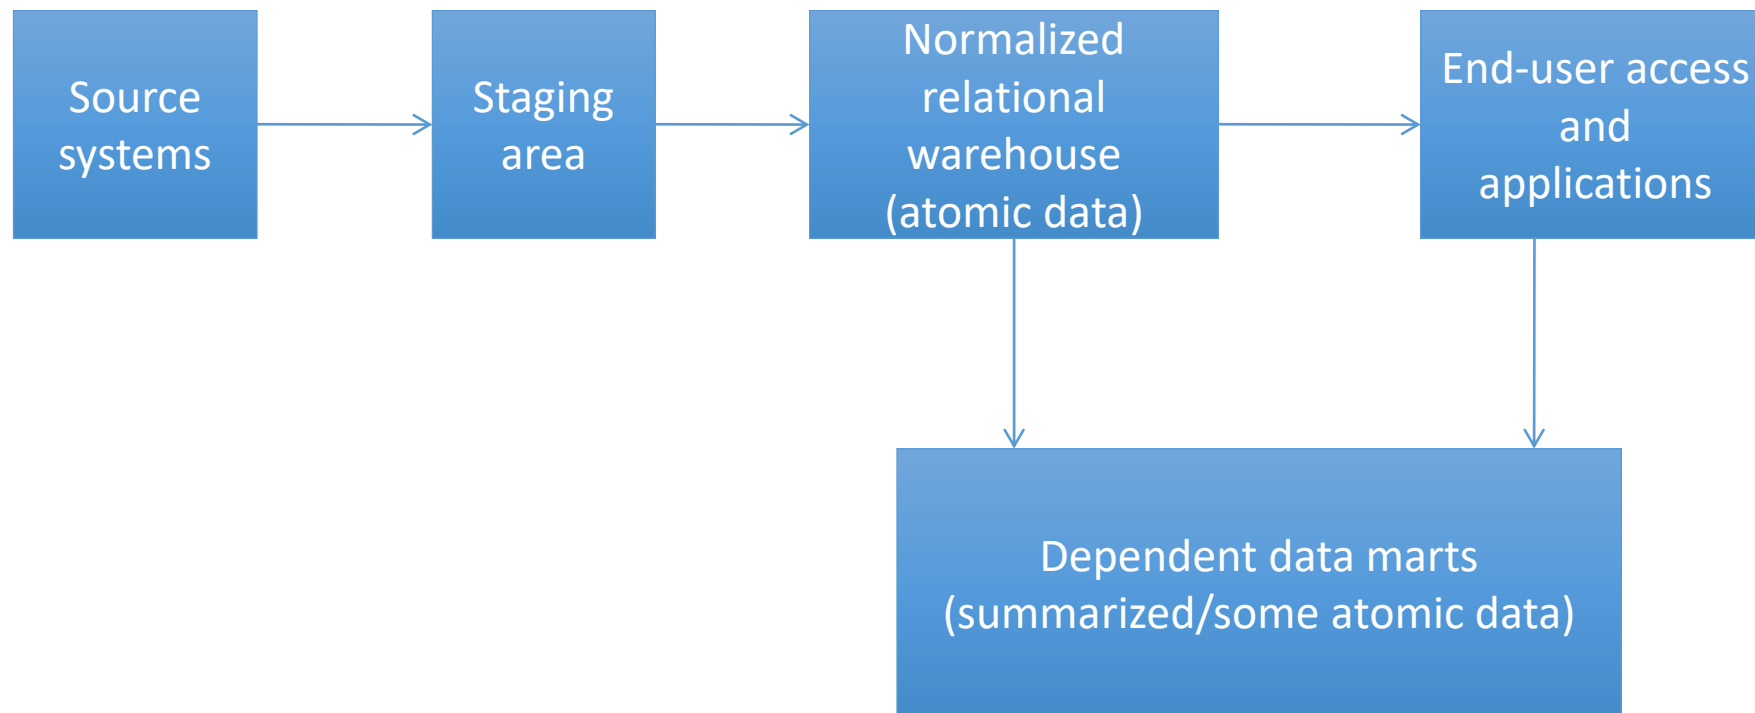 Source
systems
Staging
area
Normalized
relational
warehouse
(atomic data)
End-user access
and
applications
Dependent data marts
(summarized/some atomic data)